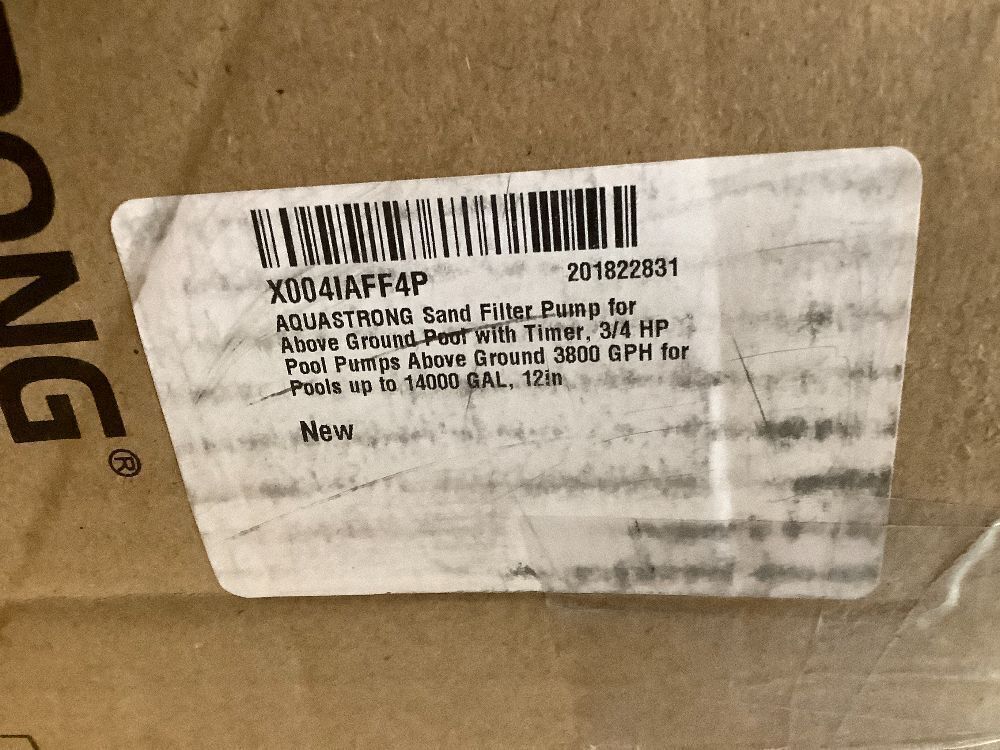 RONG®
X004IAFF4P 201822831
AQUASTRONG Sand Filter Pump for
Above Ground Pool with Timer, 3/4 HP
Pool Pumps Above Ground 3800 GPH for
Pools up to 14000 GAL, 12in
New